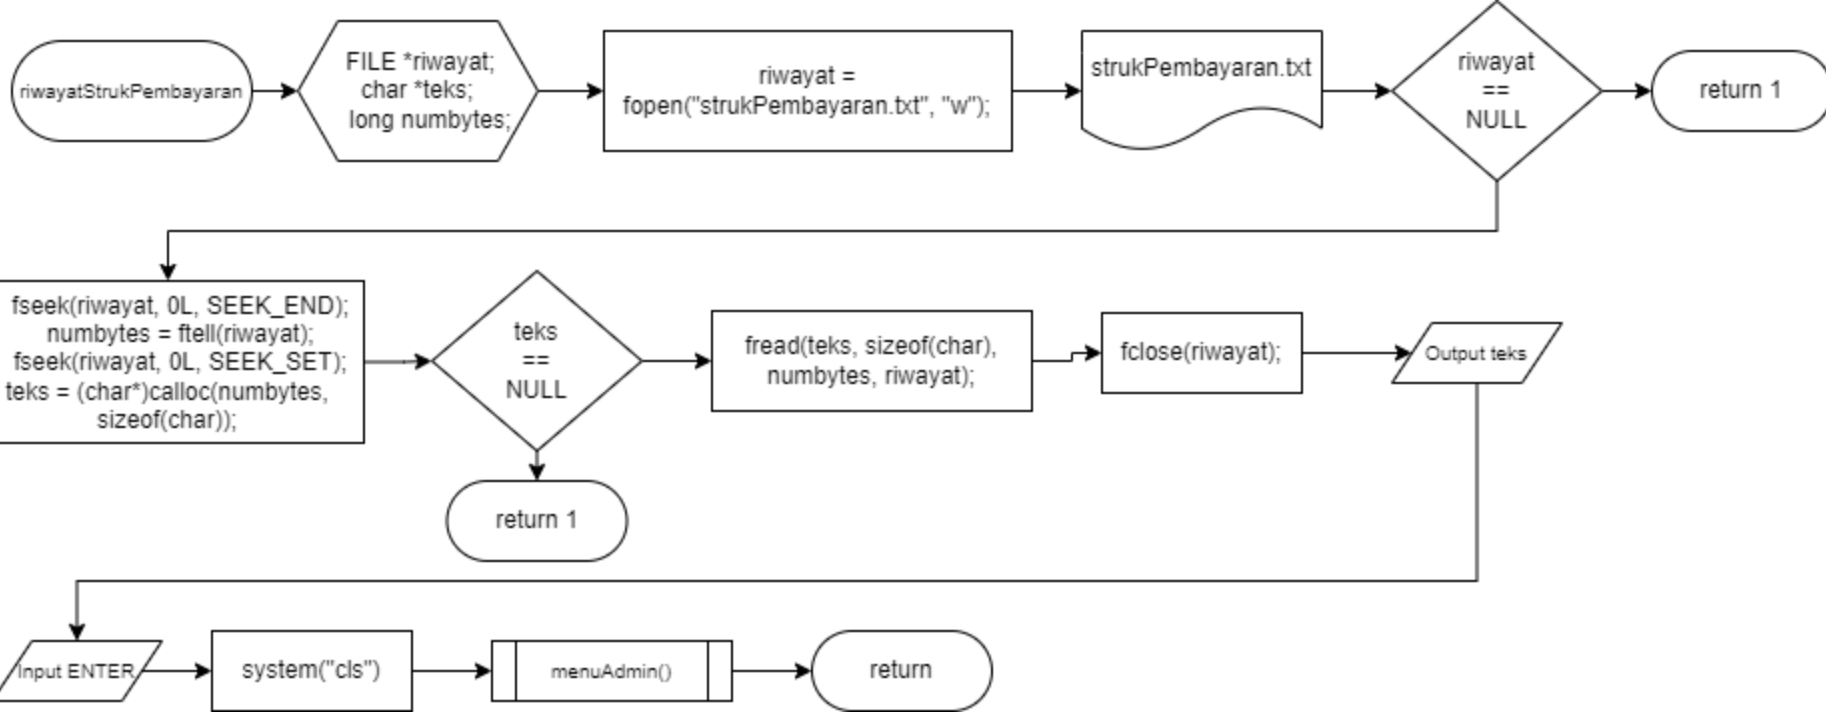 riwayatStrukPembayaran
FILE *riwayat;
char *teks;
long numbytes;
riwayat =
fopen("strukPembayaran.txt", "w");
strukPembayaran.txt
riwayat
==
NULL
return 1
fseek(riwayat, 0L, SEEK_END);
numbytes = ftell(riwayat);
fseek(riwayat, 0L, SEEK_SET);
teks = (char*)calloc(numbytes,
sizeof(char));
teks
==
NULL
fread(teks, sizeof(char),
numbytes, riwayat);
fclose(riwayat);
Output teks
return 1
Input ENTER
system("cls")
menuAdmin()
return